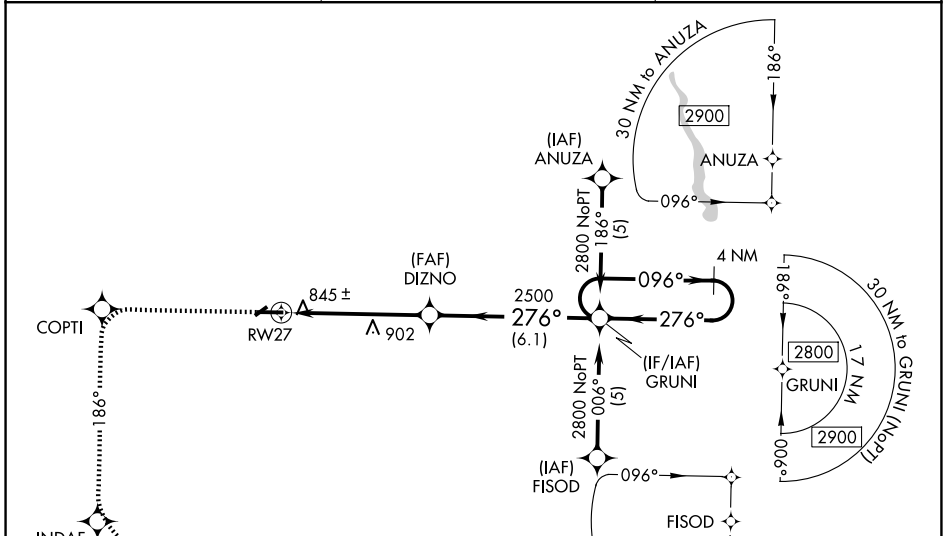 30 NM to ANUZA
186°
2900
ANUZA
096°
(IAF)
ANUZA
2800 NoPT
186°
(5)
4 NM
096°
(FAF)
DIZNO
845 ±
2500
276°
(6.1)
276°
COPTI
RW27
902
(IF/IAF)
GRUNI
186°
30 NM to GRUNI (NoPT)
2800
17 NM
GRUNI
2900
006°
2800 NoPT
006°
(5)
186°
(IAF)
FISOD
096°
FISOD